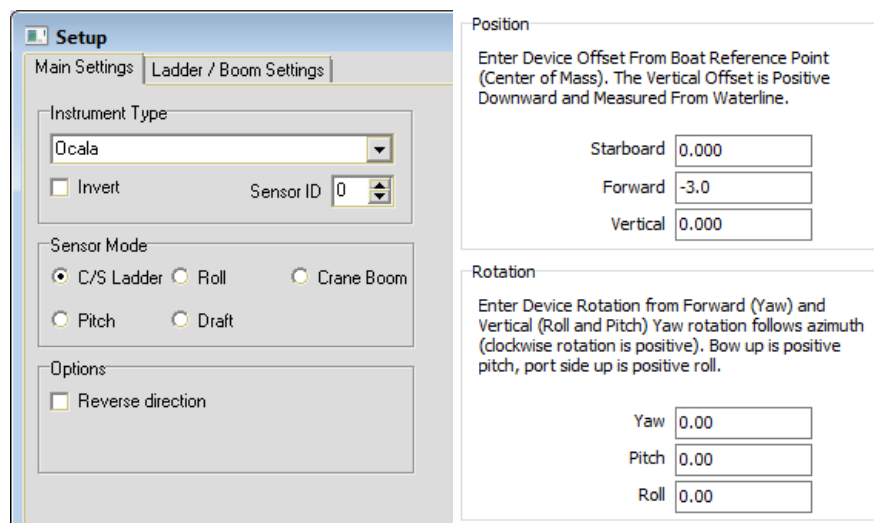 Setup
Main Settings
Ladder / Boom Settings
Instrument Type
Ocala
Invert
Sensor ID 0
Sensor Mode
C/S Ladder
Roll
Crane Boom
Pitch
Draft
Options
Reverse direction
Position
Enter Device Offset From Boat Reference Point
(Center of Mass). The Vertical Offset is Positive
Downward and Measured From Waterline.
Starboard 0.000
Forward -3.0
Vertical 0.000
Rotation
Enter Device Rotation from Forward (Yaw) and
Vertical (Roll and Pitch) Yaw rotation follows azimuth
(clockwise rotation is positive). Bow up is positive
pitch, port side up is positive roll.
Yaw 0.00
Pitch 0.00
Roll 0.00